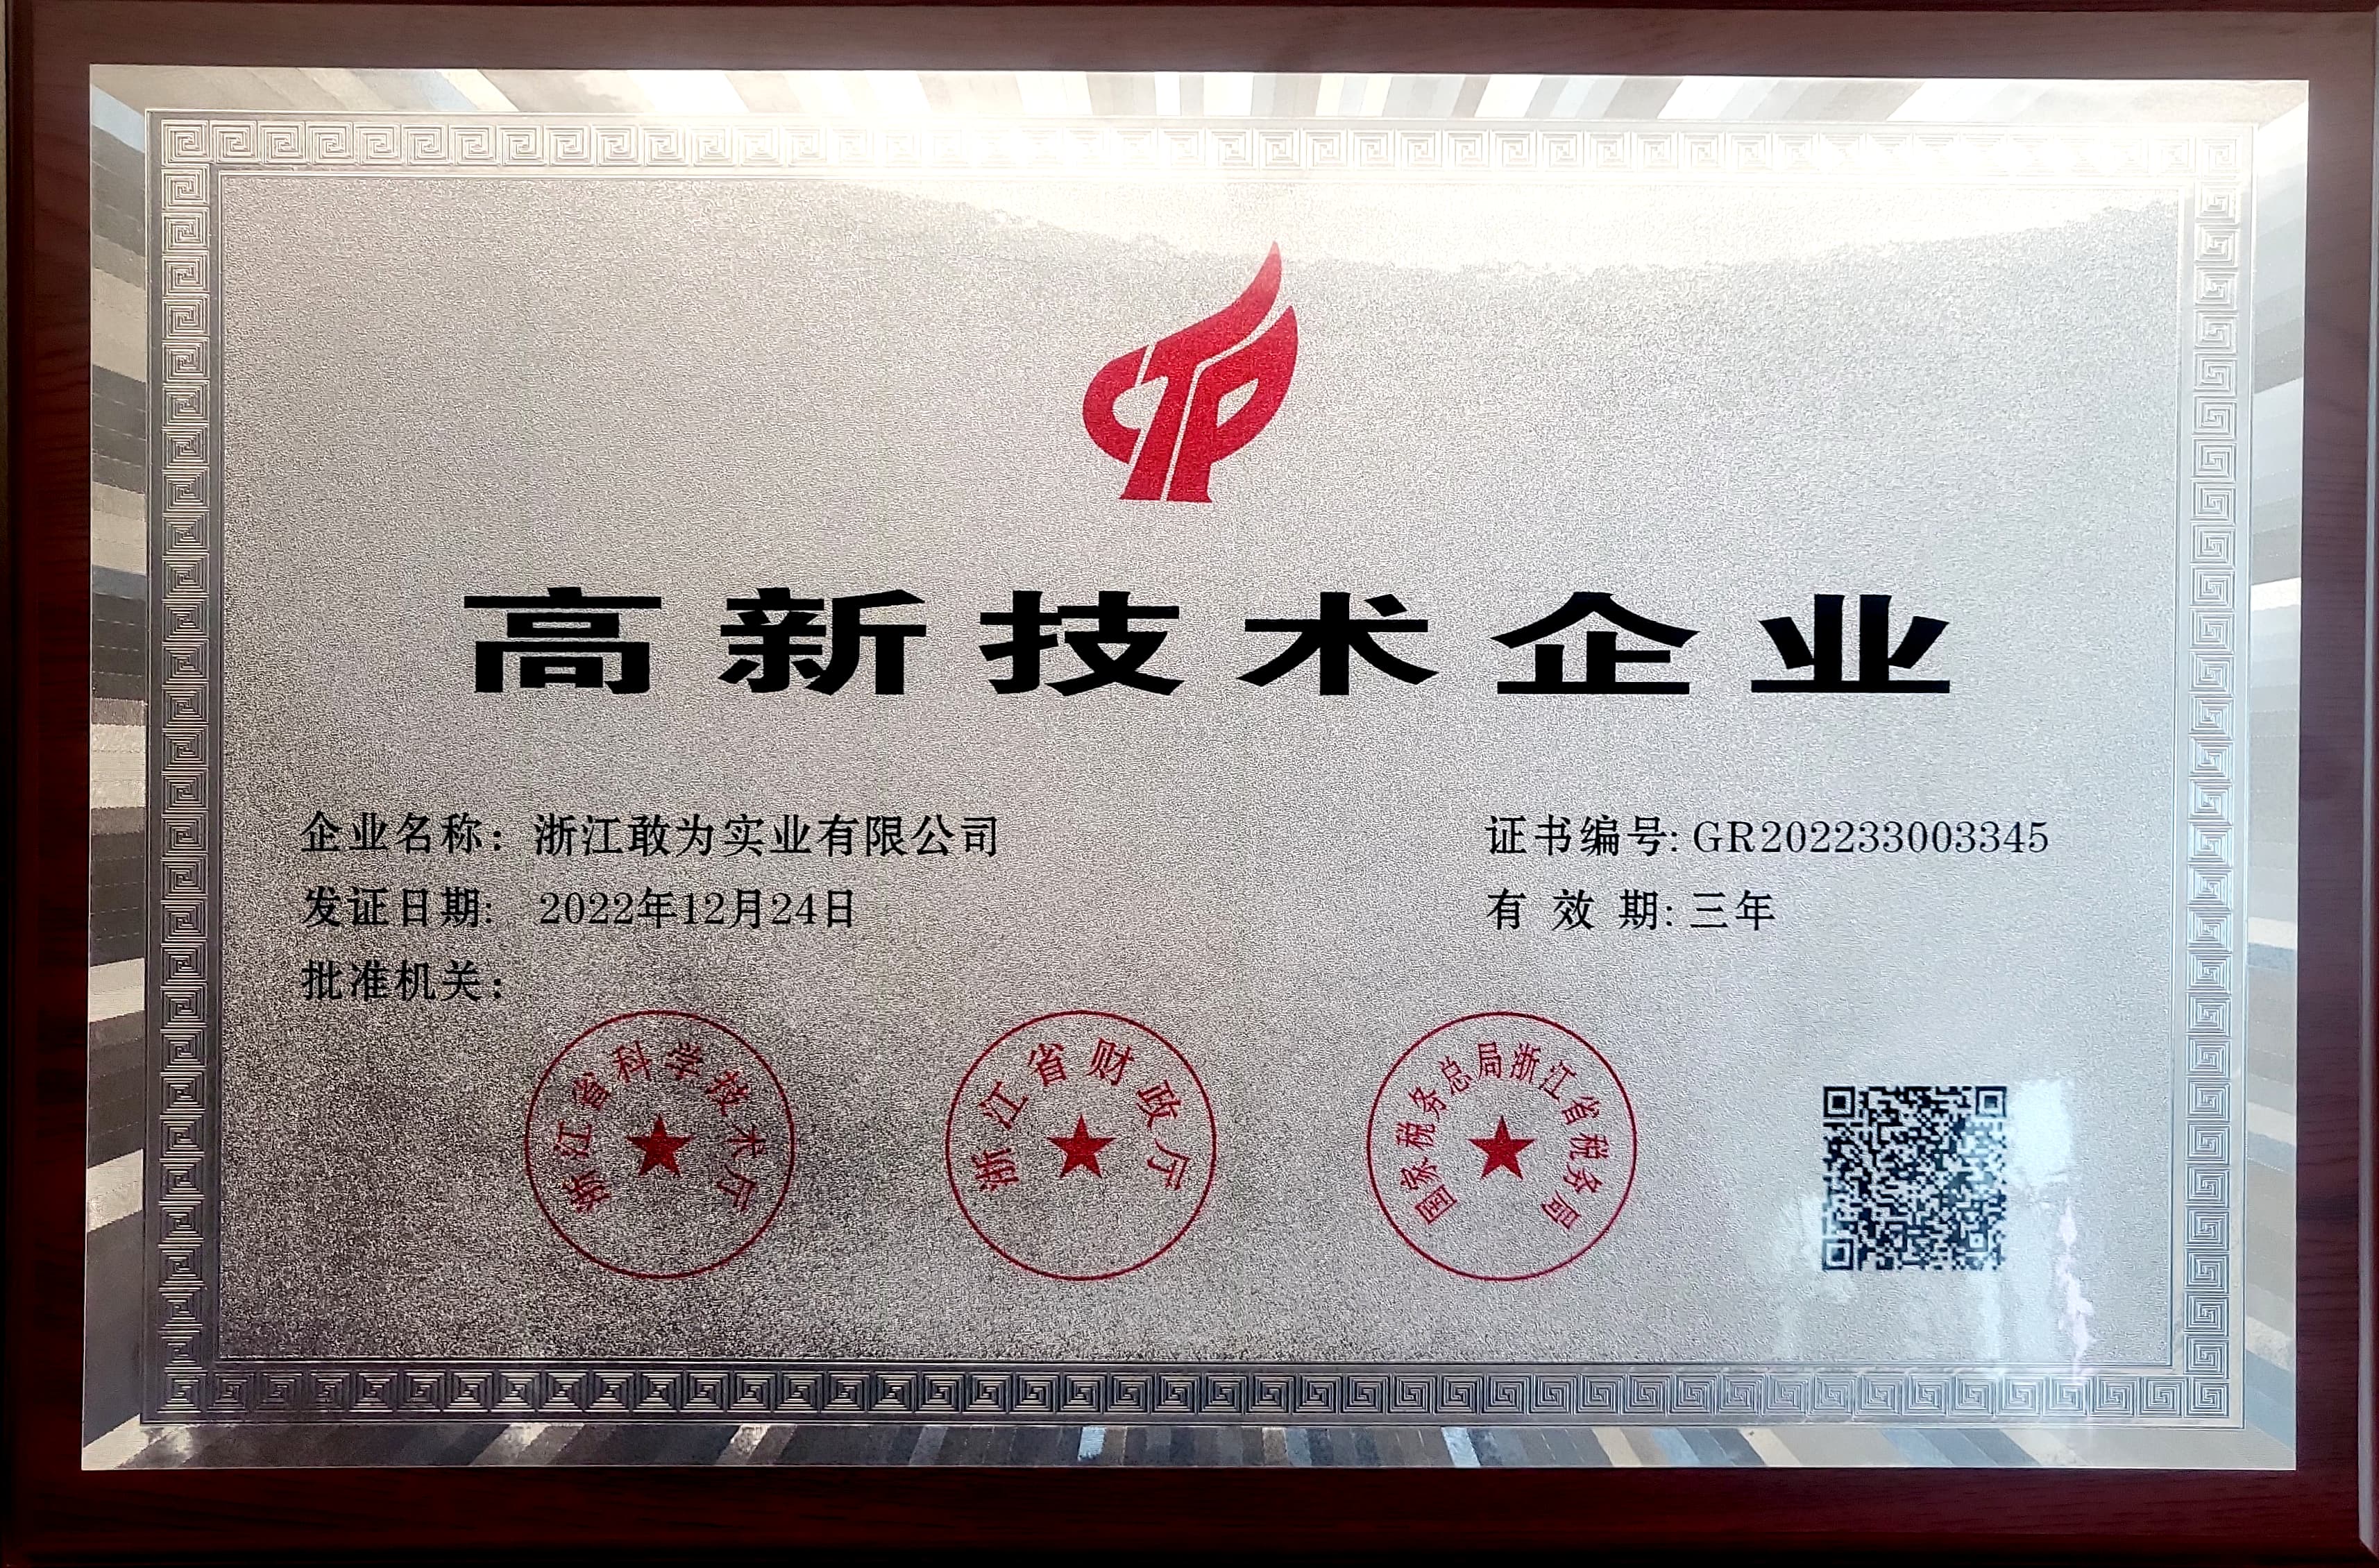 高新技术企业
企业名称：浙江敢为实业有限公司
证书编号：GR202233003345
发证日期：2022年12月24日
有效期：三年
批准机关：
浙江省科学技术厅
浙江省财政厅
国家税务总局浙江省税务局